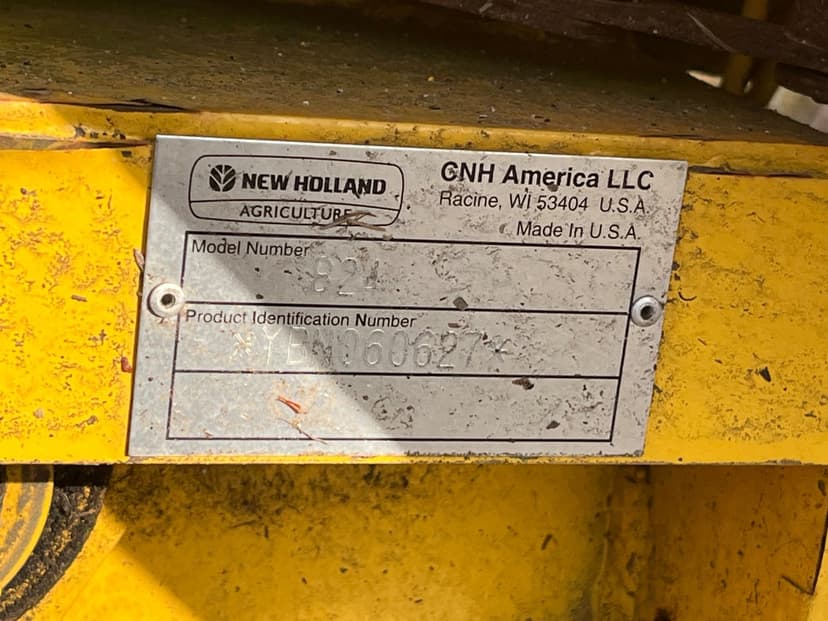 NEW HOLLAND
AGRICULTURE
CNH America LLC
Racine, WI 53404 U.S.A.
Made In U.S.A.
Model Number
824
Product Identification Number
*YBN060627*